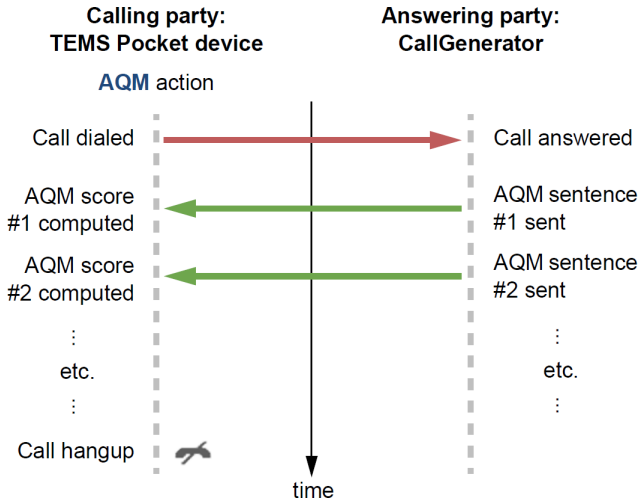 Calling party:
TEMS Pocket device
Answering party:
CallGenerator
AQM action
Call dialed
Call answered
AQM score
#1 computed
AQM sentence
#1 sent
AQM score
#2 computed
AQM sentence
#2 sent
⋮
etc.
⋮
⋮
etc.
⋮
Call hangup
time